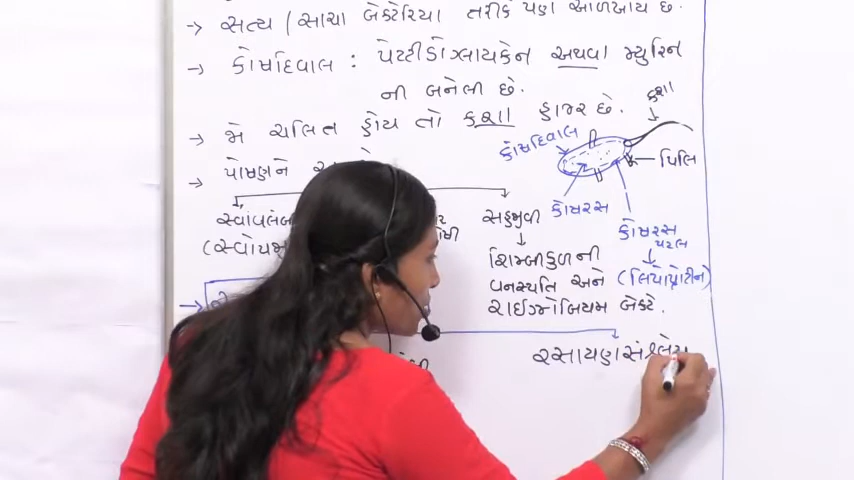 → સત્ય / સાચા બેક્ટેરિયા તરીકે પણ ઓળખાય છે.
→ કોષદિવાલ : પેપ્ટીડોગ્લાયકેન અથવા મ્યુરિન
ની બનેલી છે.
→ જો ચલિત હોય તો કશા હાજર છે.
→ પોષણને
કશા
કોષદિવાલ
પિલિ
કોષરસ
કોષરસ
પટલ
(લિપોપ્રોટીન)
સ્વાવલંબી
(સ્વોપજી
સહજીવી
શિમ્બીકુળની
વનસ્પતિ અને
રાઈઝોબિયમ બેક્ટે.
રસાયણસંશ્લેષ